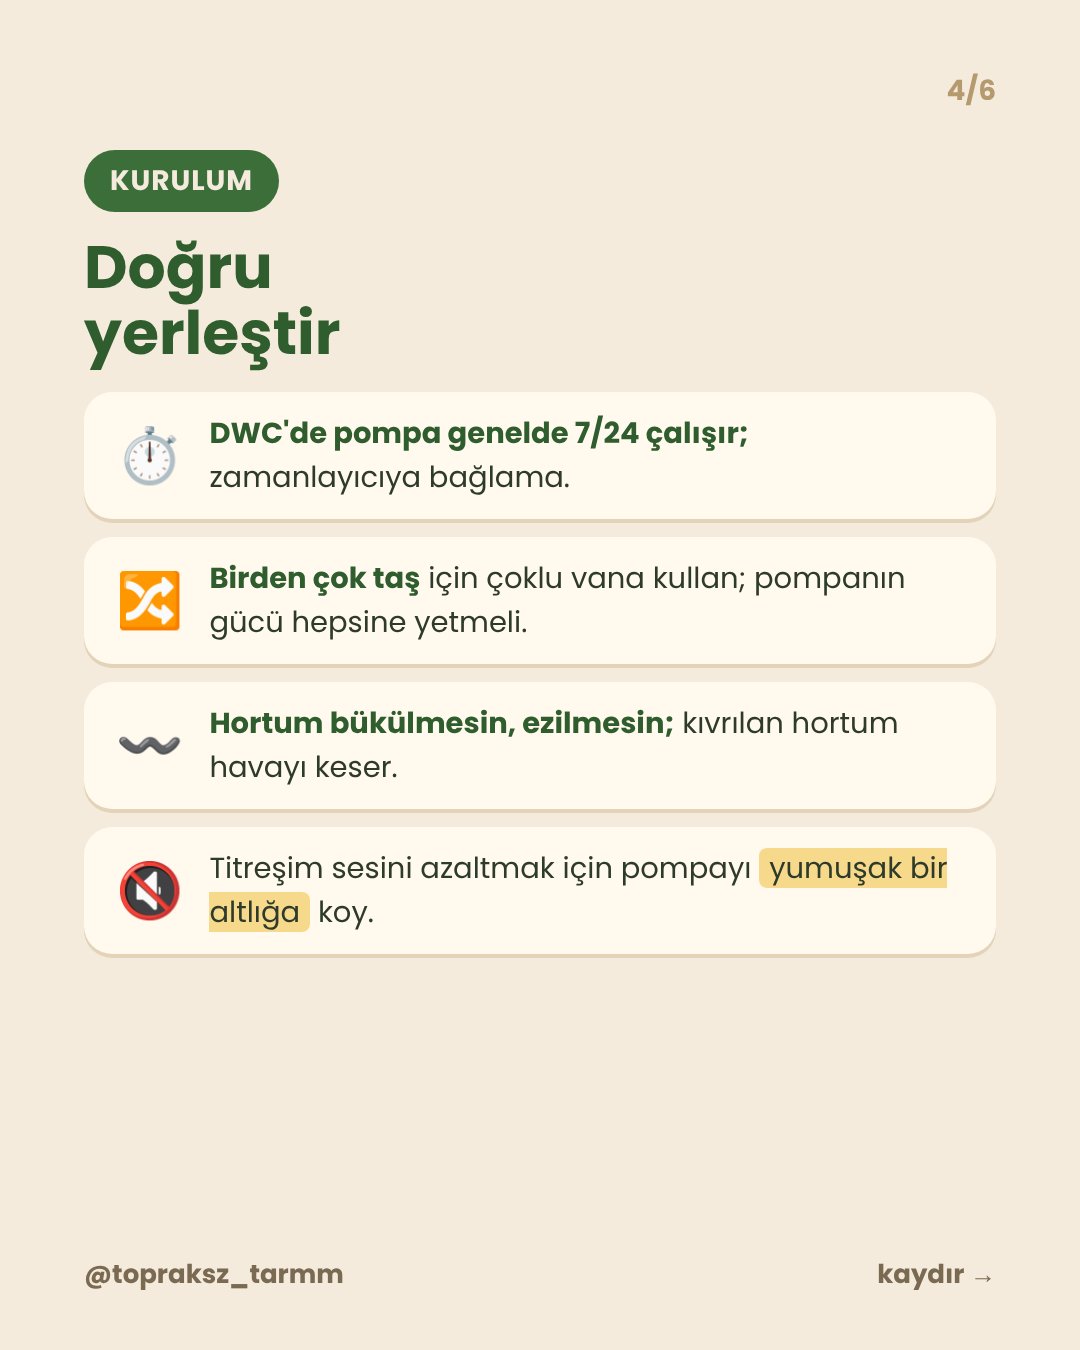 4/6
KURULUM
Doğru
yerleştir
DWC'de pompa genelde 7/24 çalışır;
zamanlayıcıya bağlama.
Birden çok taş için çoklu vana kullan; pompanın
gücü hepsine yetmeli.
Hortum bükülmesin, ezilmesin; kıvrılan hortum
havayı keser.
Titreşim sesini azaltmak için pompayı yumuşak bir
altlığa koy.
@topraksz_tarmm
kaydır →